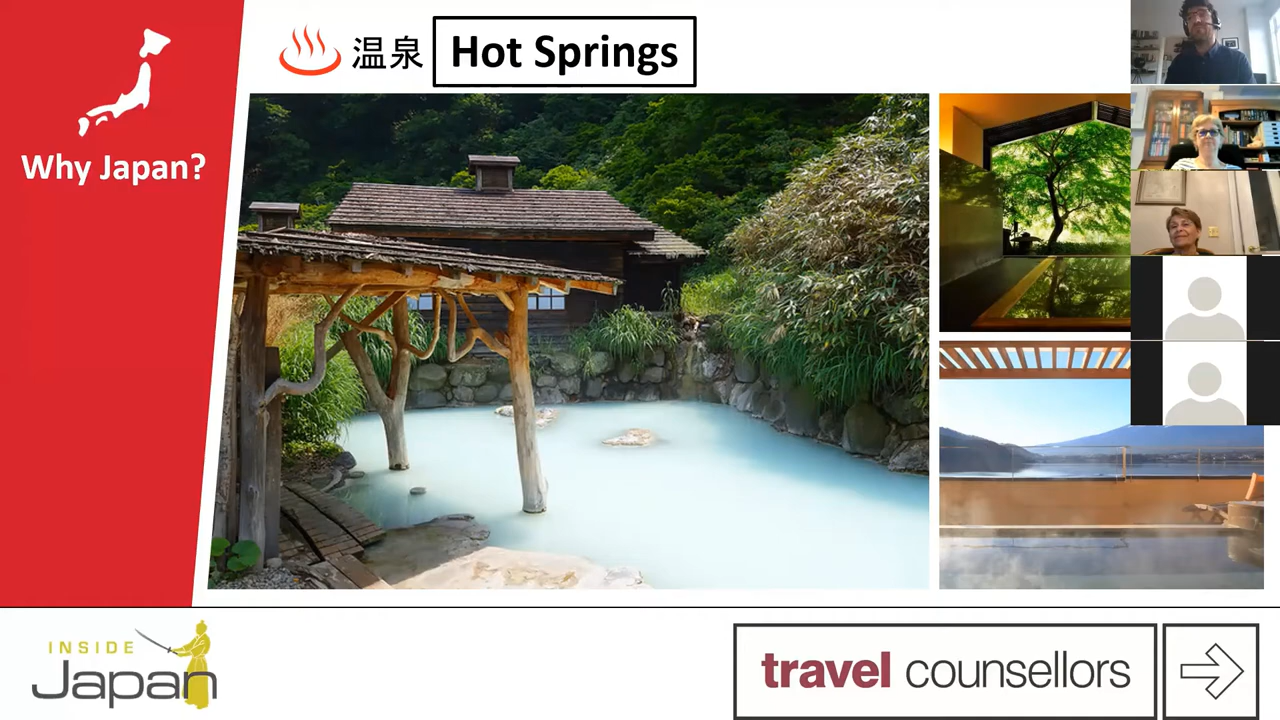 温泉 Hot Springs
Why Japan?
INSIDE
Japan
travel counsellors